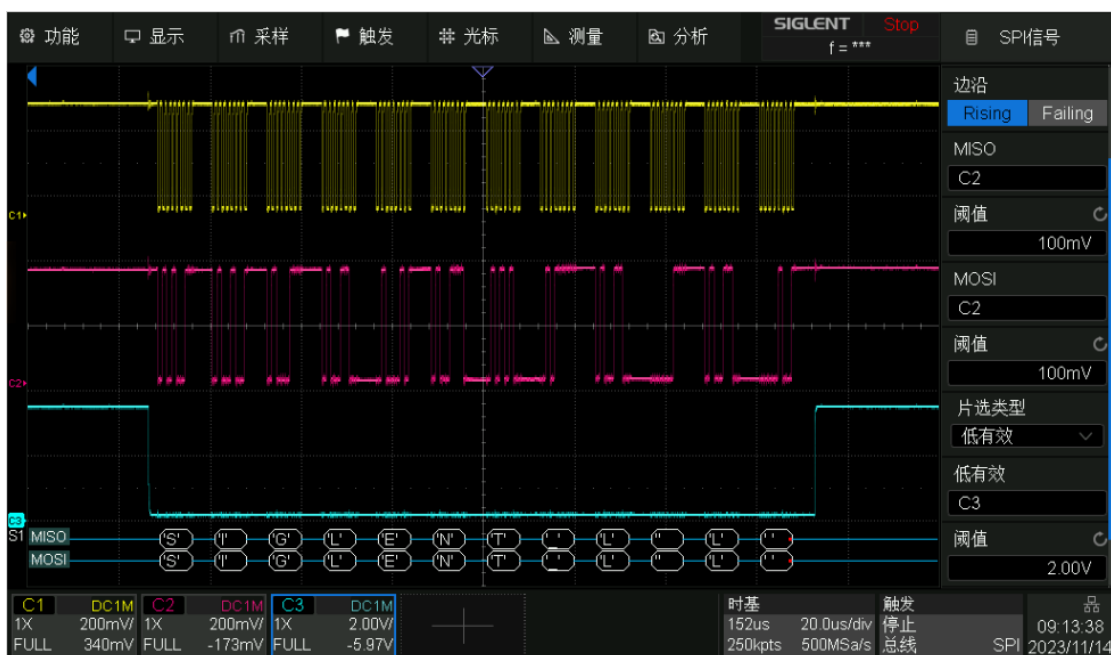 功能 显示 采样 触发 光标 测量 分析 SIGLENT Stop SPI信号
f = ***
边沿
Rising Failing
MISO
C2
阈值
100mV
MOSI
C2
阈值
100mV
片选类型
低有效
低有效
C3
阈值
2.00V
C1
C2
C3
S1 MISO 'S' 'I' 'G' 'L' 'E' 'N' 'T' '_' 'L' '' 'L' ' '
MOSI 'S' 'I' 'G' 'L' 'E' 'N' 'T' '_' 'L' '' 'L' ' '
C1 DC1M C2 DC1M C3 DC1M 时基 触发
1X 200mV/ 1X 200mV/ 1X 2.00V/ 152us 20.0us/div 停止 09:13:38
FULL 340mV FULL -173mV FULL -5.97V 250kpts 500MSa/s 总线 SPI 2023/11/14